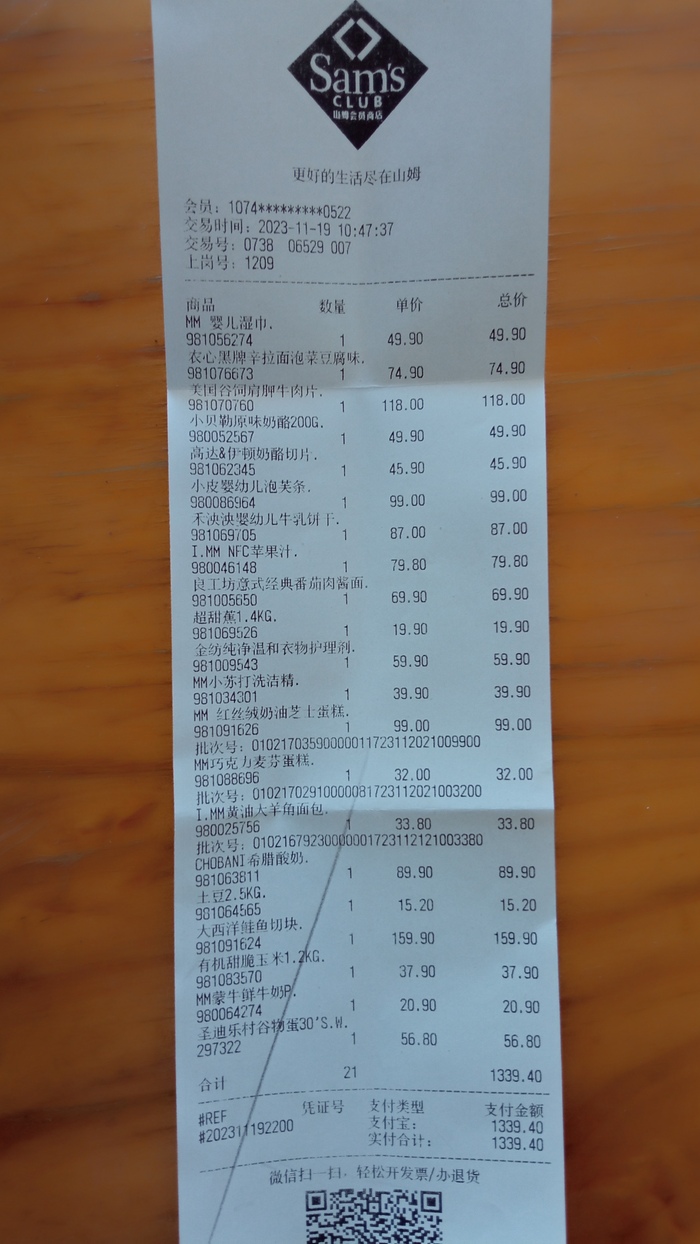 Sam's
CLUB
山姆会员商店
更好的生活尽在山姆
会员: 1074*********0522
交易时间: 2023-11-19 10:47:37
交易号: 0738 06529 007
上岗号: 1209
商品 数量 单价 总价
MM 婴儿湿巾.
981056274 1 49.90 49.90
农心黑牌辛拉面泡菜豆腐味.
981076673 1 74.90 74.90
美国谷饲肩胛牛肉片.
981070760 1 118.00 118.00
小贝勒原味奶酪200G.
980052567 1 49.90 49.90
高达&伊顿奶酪切片.
981062345 1 45.90 45.90
小皮婴幼儿泡芙条.
980086964 1 99.00 99.00
禾泱泱婴幼儿牛乳饼干.
981069705 1 87.00 87.00
I.MM NFC苹果汁.
980046148 1 79.80 79.80
良工坊意式经典番茄肉酱面.
981005650 1 69.90 69.90
超甜蕉1.4KG.
981069526 1 19.90 19.90
金纺纯净温和衣物护理剂.
981009543 1 59.90 59.90
MM小苏打洗洁精.
981034301 1 39.90 39.90
MM 红丝绒奶油芝士蛋糕.
981091626 1 99.00 99.00
批次号: 0102170359000001172311202100990​0
MM巧克力麦芬蛋糕.
981088696 1 32.00 32.00
批次号: 0102170291000008172311202100320​0
I.MM黄油大羊角面包.
980025756 1 33.80 33.80
批次号: 0102167923000000172311212100338​0
CHOBANI希腊酸奶.
981063811 1 89.90 89.90
土豆2.5KG.
981064565 1 15.20 15.20
大西洋鲑鱼切块.
981091624 1 159.90 159.90
有机甜脆玉米1.2KG.
981083570 1 37.90 37.90
MM蒙牛鲜牛奶P.
980064274 1 20.90 20.90
圣迪乐村谷物蛋30'S.W.
297322 1 56.80 56.80
合计 21 1339.40
#REF 凭证号 支付类型 支付金额
#202311192200 支付宝: 1339.40
实付合计: 1339.40
微信扫一扫, 轻松开发票/办退货